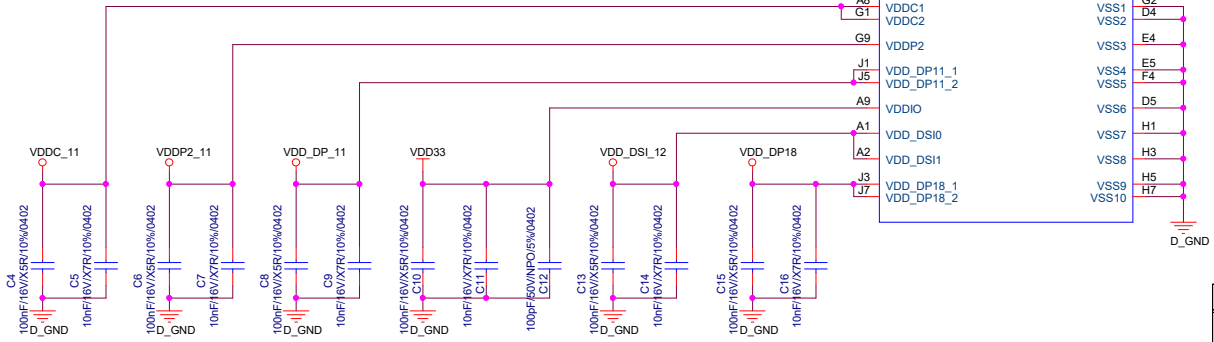 A8 VDDC1 VSS1 G2
G1 VDDC2 VSS2 D4
G9 VDDP2 VSS3 E4
J1 VDD_DP11_1 VSS4 E5
J5 VDD_DP11_2 VSS5 F4
A9 VDDIO VSS6 D5
A1 VDD_DSI0 VSS7 H1
A2 VDD_DSI1 VSS8 H3
J3 VDD_DP18_1 VSS9 H5
J7 VDD_DP18_2 VSS10 H7
D_GND
VDDC_11
VDDP2_11
VDD_DP_11
VDD33
VDD_DSI_12
VDD_DP18
C4
100nF/16V/X5R/10%/0402
C5
10nF/16V/X7R/10%/0402
C6
100nF/16V/X5R/10%/0402
C7
10nF/16V/X7R/10%/0402
C8
100nF/16V/X5R/10%/0402
C9
10nF/16V/X7R/10%/0402
100nF/16V/X5R/10%/0402
C10
10nF/16V/X7R/10%/0402
C11
100pF/50V/NPO/5%/0402
C12
C13
100nF/16V/X5R/10%/0402
C14
10nF/16V/X7R/10%/0402
C15
100nF/16V/X5R/10%/0402
C16
10nF/16V/X7R/10%/0402
D_GND
D_GND
D_GND
D_GND
D_GND
D_GND